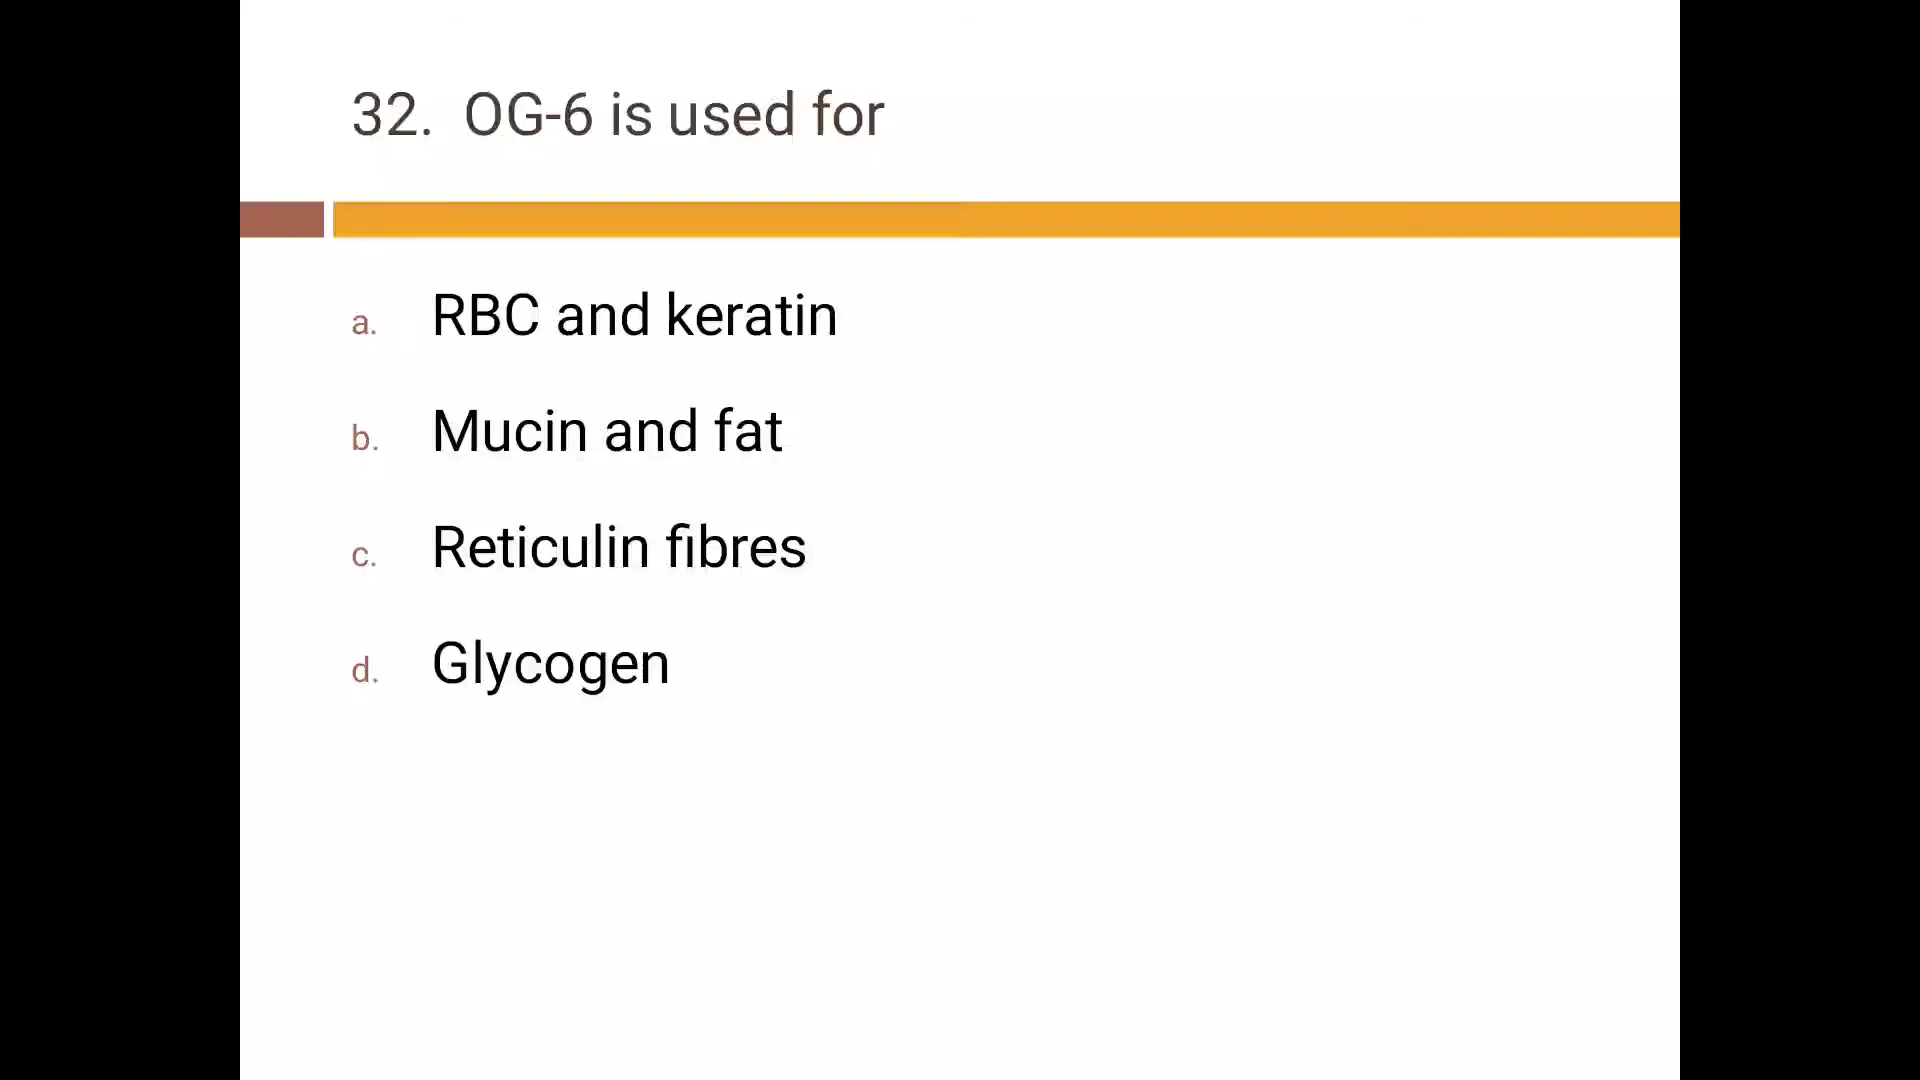 32. OG-6 is used for
a. RBC and keratin
b. Mucin and fat
c. Reticulin fibres
d. Glycogen